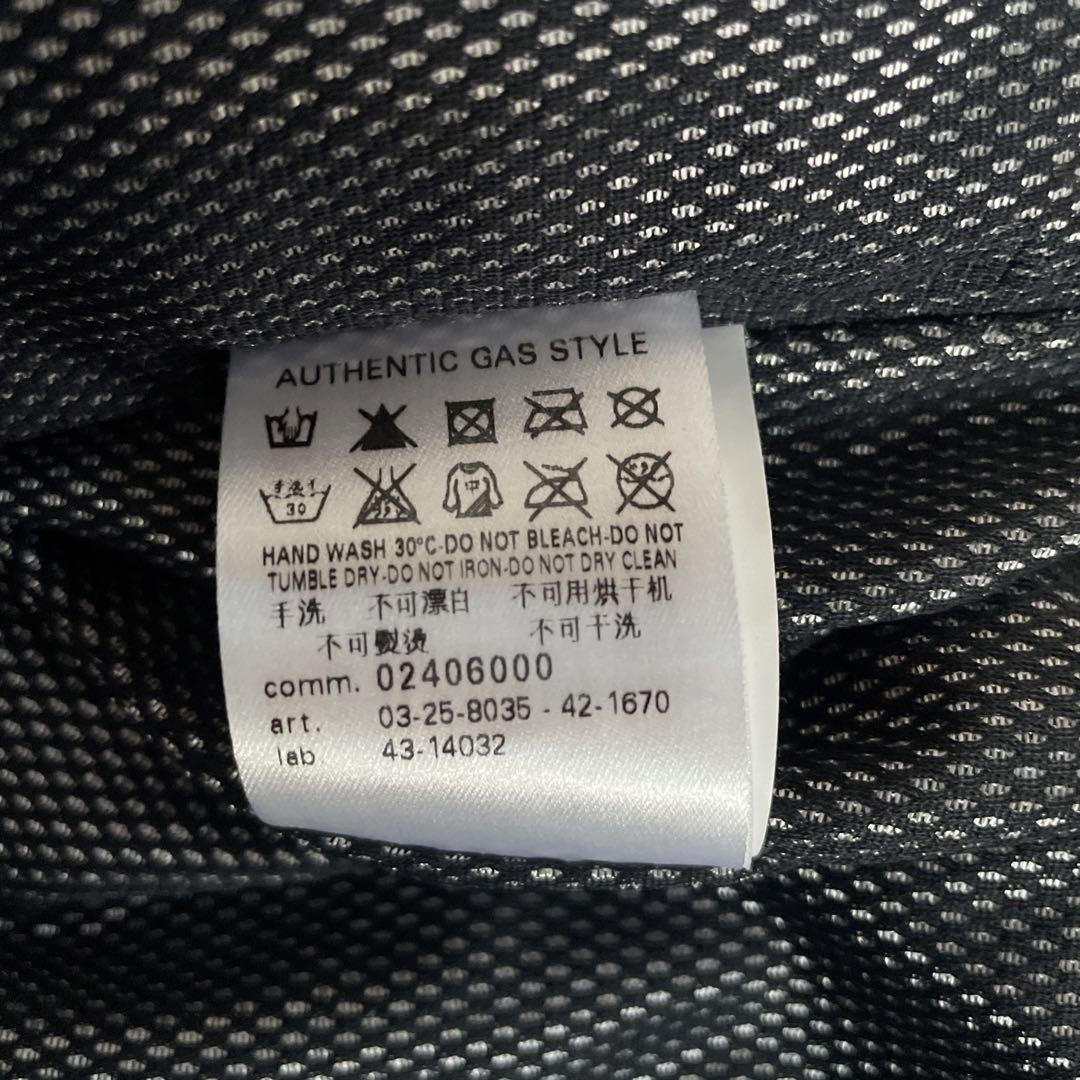 AUTHENTIC GAS STYLE
手洗
30
中
HAND WASH 30°C-DO NOT BLEACH-DO NOT
TUMBLE DRY-DO NOT IRON-DO NOT DRY CLEAN
手洗 不可漂白 不可用烘干机
不可熨烫 不可干洗
comm. 02406000
art. 03-25-8035 - 42-1670
lab 43-14032